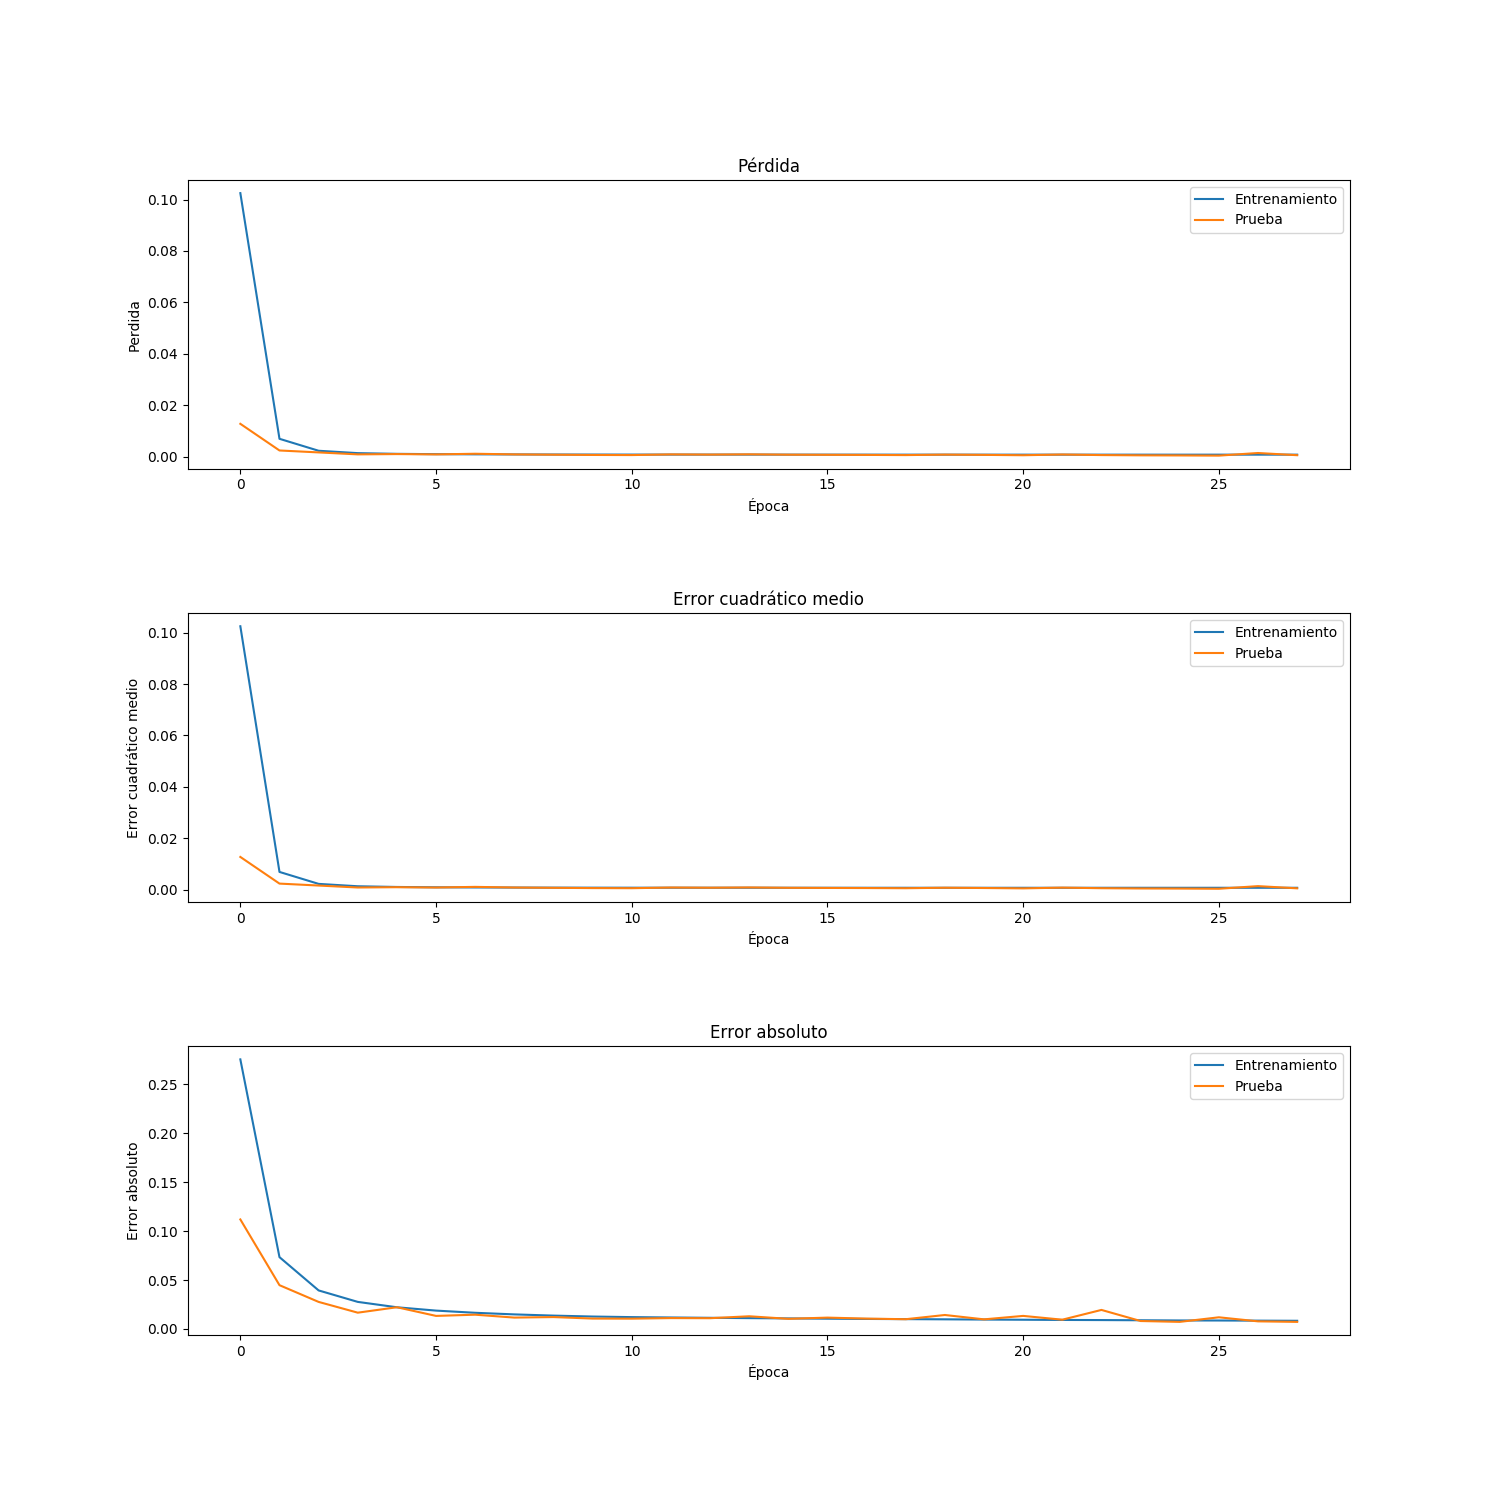 Pérdida
Entrenamiento
Prueba
Perdida
0.10
0.08
0.06
0.04
0.02
0.00
0 5 10 15 20 25
Época
Error cuadrático medio
Entrenamiento
Prueba
Error cuadrático medio
0.10
0.08
0.06
0.04
0.02
0.00
0 5 10 15 20 25
Época
Error absoluto
Entrenamiento
Prueba
Error absoluto
0.25
0.20
0.15
0.10
0.05
0.00
0 5 10 15 20 25
Época